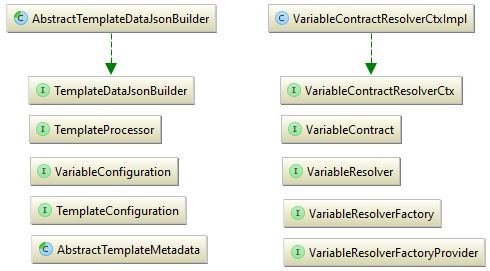 AbstractTemplateDataJsonBuilder
TemplateDataJsonBuilder
TemplateProcessor
VariableConfiguration
TemplateConfiguration
AbstractTemplateMetadata
VariableContractResolverCtxImpl
VariableContractResolverCtx
VariableContract
VariableResolver
VariableResolverFactory
VariableResolverFactoryProvider